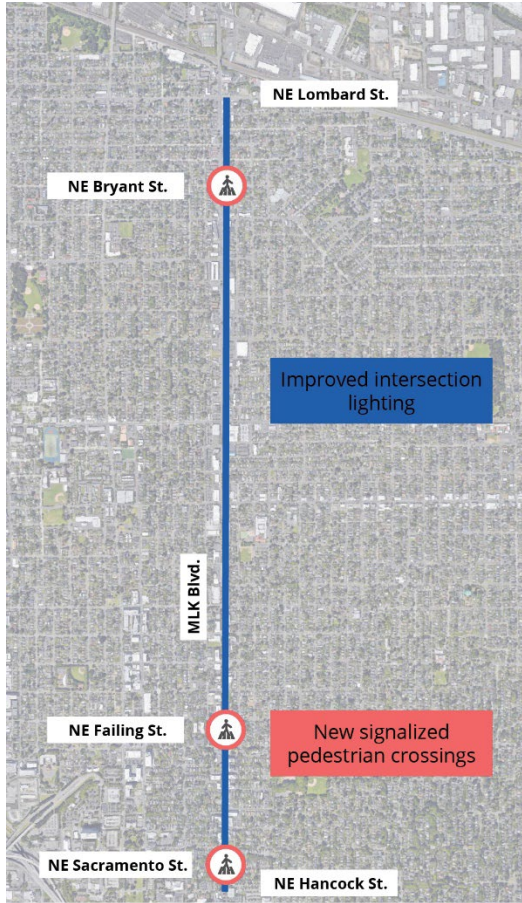 NE Lombard St.
NE Bryant St.
Improved intersection
lighting
MLK Blvd.
NE Failing St.
New signalized
pedestrian crossings
NE Sacramento St.
NE Hancock St.